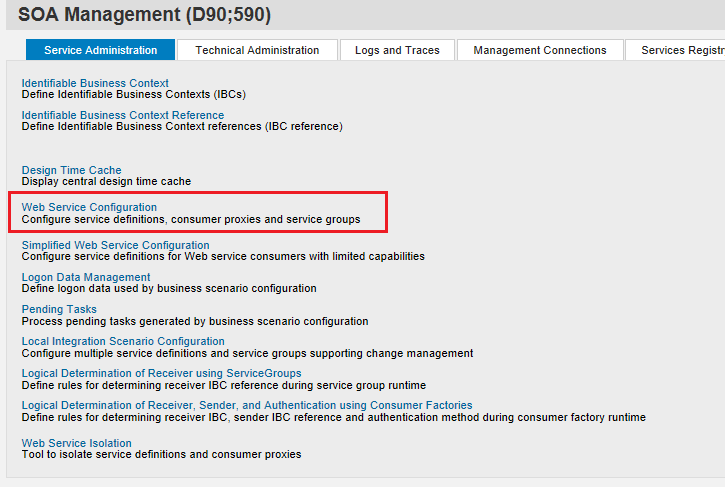 SOA Management (D90;590)
Service Administration Technical Administration Logs and Traces Management Connections Services Registr
Identifiable Business Context
Define Identifiable Business Contexts (IBCs)
Identifiable Business Context Reference
Define Identifiable Business Context references (IBC reference)
Design Time Cache
Display central design time cache
Web Service Configuration
Configure service definitions, consumer proxies and service groups
Simplified Web Service Configuration
Configure service definitions for Web service consumers with limited capabilities
Logon Data Management
Define logon data used by business scenario configuration
Pending Tasks
Process pending tasks generated by business scenario configuration
Local Integration Scenario Configuration
Configure multiple service definitions and service groups supporting change management
Logical Determination of Receiver using ServiceGroups
Define rules for determining receiver IBC reference during service group runtime
Logical Determination of Receiver, Sender, and Authentication using Consumer Factories
Define rules for determining receiver IBC, sender IBC reference and authentication method during consumer factory runtime
Web Service Isolation
Tool to isolate service definitions and consumer proxies